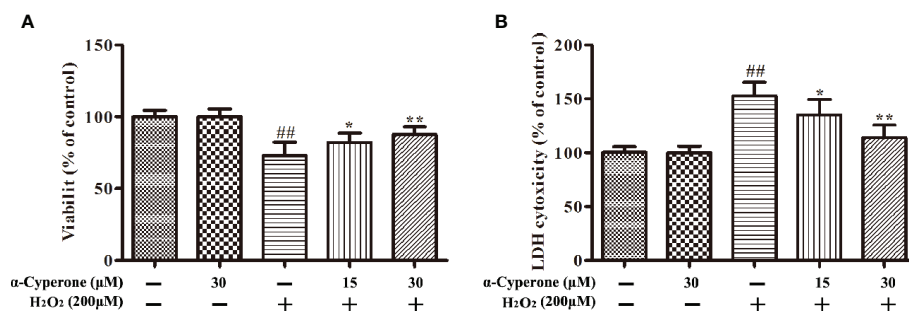 A
Viabilit (% of control)
150
100
50
0
##
*
**
α-Cyperone (μM) – 30 – 15 30
H₂O₂ (200μM) – – + + +
B
LDH cytoxicity (% of control)
200
150
100
50
0
##
*
**
α-Cyperone (μM) – 30 – 15 30
H₂O₂ (200μM) – – + + +